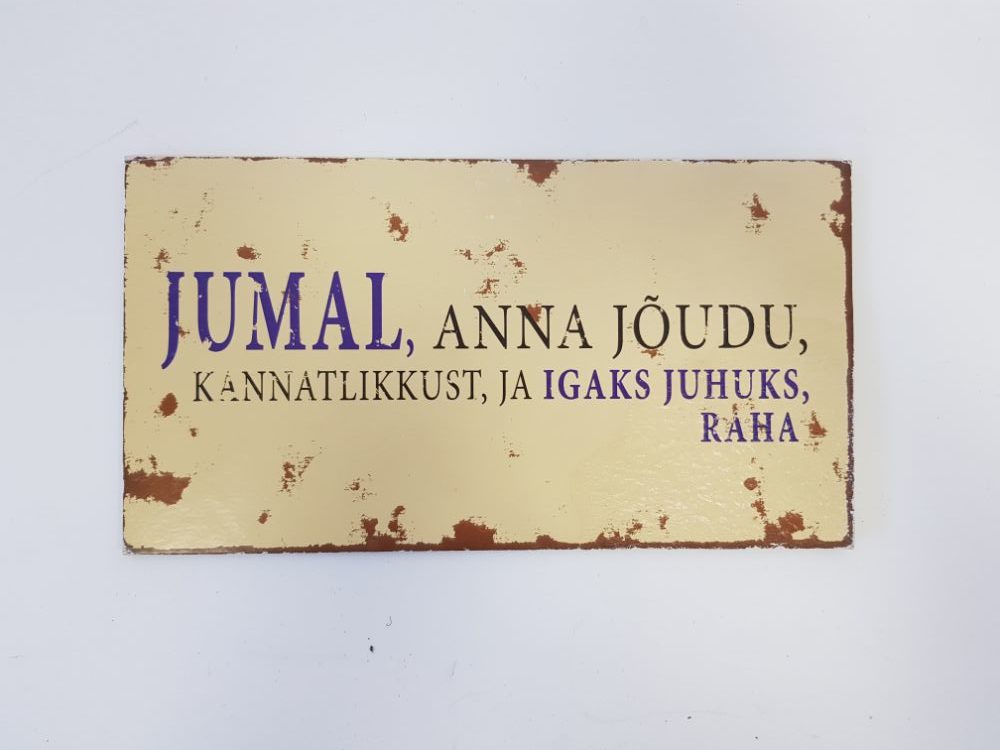 JUMAL, ANNA JÕUDU,
KANNATLIKKUST, JA IGAKS JUHUKS,
RAHA